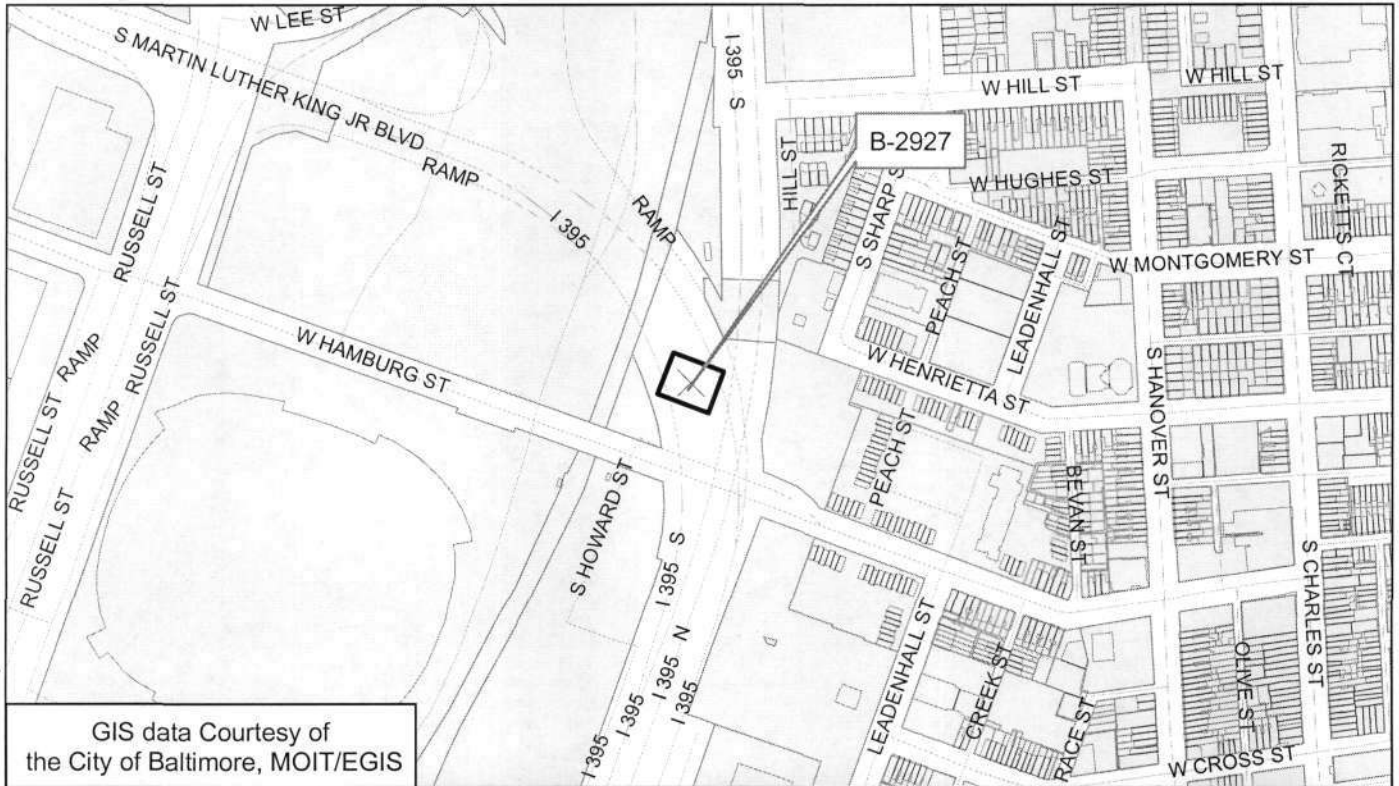 W LEE ST
S MARTIN LUTHER KING JR BLVD
RAMP
I 395
RAMP
I 395 S
W HILL ST
W HILL ST
HILL ST
B-2927
W HUGHES ST
RICKETTS CT
S SHARP S
PEACH ST
LEADENHALL ST
W MONTGOMERY ST
RUSSELL ST
RUSSELL ST
RAMP
RAMP
RUSSELL ST
RUSSELL ST
W HAMBURG ST
W HENRIETTA ST
S HANOVER ST
PEACH ST
BEVAN ST
S HOWARD ST
I 395 S
I 395 N
I 395
I 395
I 395
S CHARLES ST
LEADENHALL ST
CREEK ST
RACE ST
OLIVE ST
W CROSS ST
GIS data Courtesy of
the City of Baltimore, MOIT/EGIS